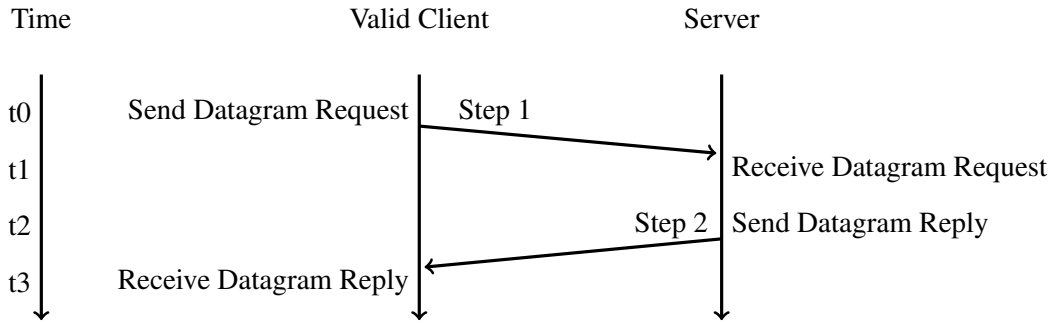 Time Valid Client Server
t0 Send Datagram Request Step 1
t1 Receive Datagram Request
t2 Step 2 Send Datagram Reply
t3 Receive Datagram Reply